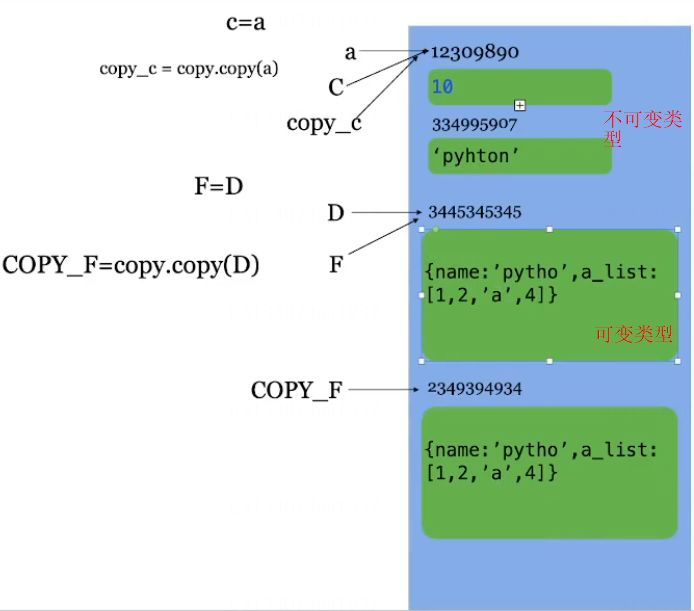 c=a
a
12309890
copy_c = copy.copy(a)
C
10
copy_c
334995907
不可变类
型
‘pyhton’
F=D
D
3445345345
COPY_F=copy.copy(D)
F
{name:’pytho’,a_list:
[1,2,’a’,4]}
可变类型
COPY_F
2349394934
{name:’pytho’,a_list:
[1,2,’a’,4]}